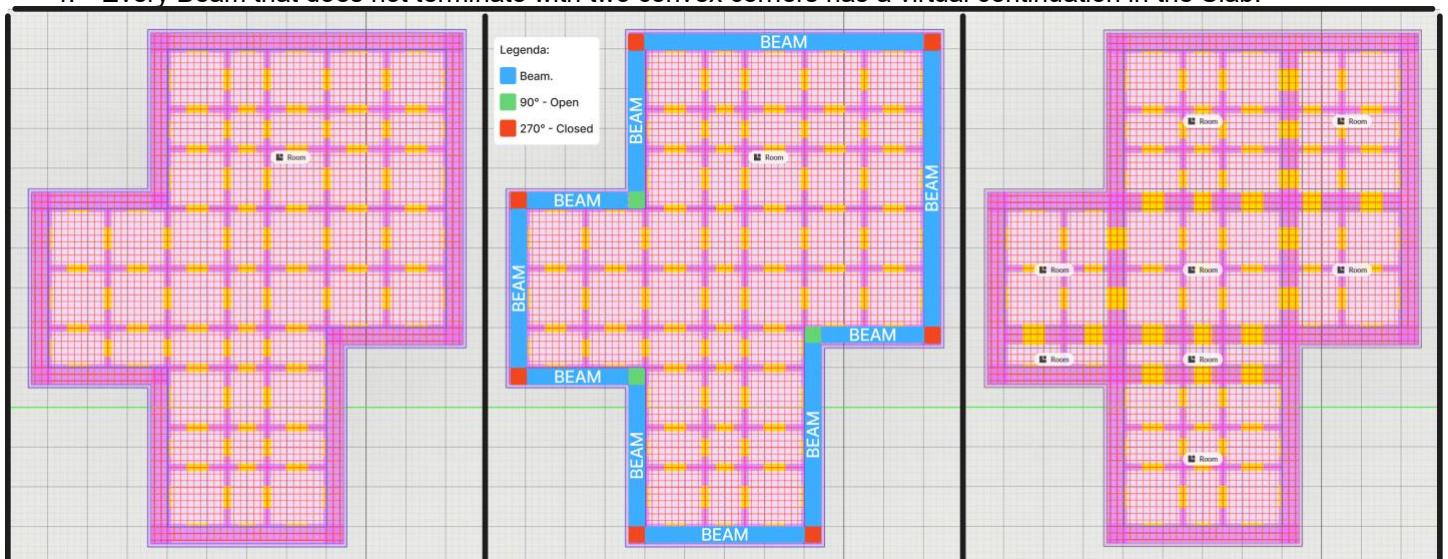 4. Every Beam that does not terminate with two convex corners has a virtual continuation in the Slab.
BEAM
Legenda:
Beam.
90° - Open
270° - Closed
BEAM
Room
Room
Room
Room
BEAM
BEAM
BEAM
Room
Room
Room
BEAM
BEAM
Room
Room
BEAM
BEAM
BEAM
Room
BEAM